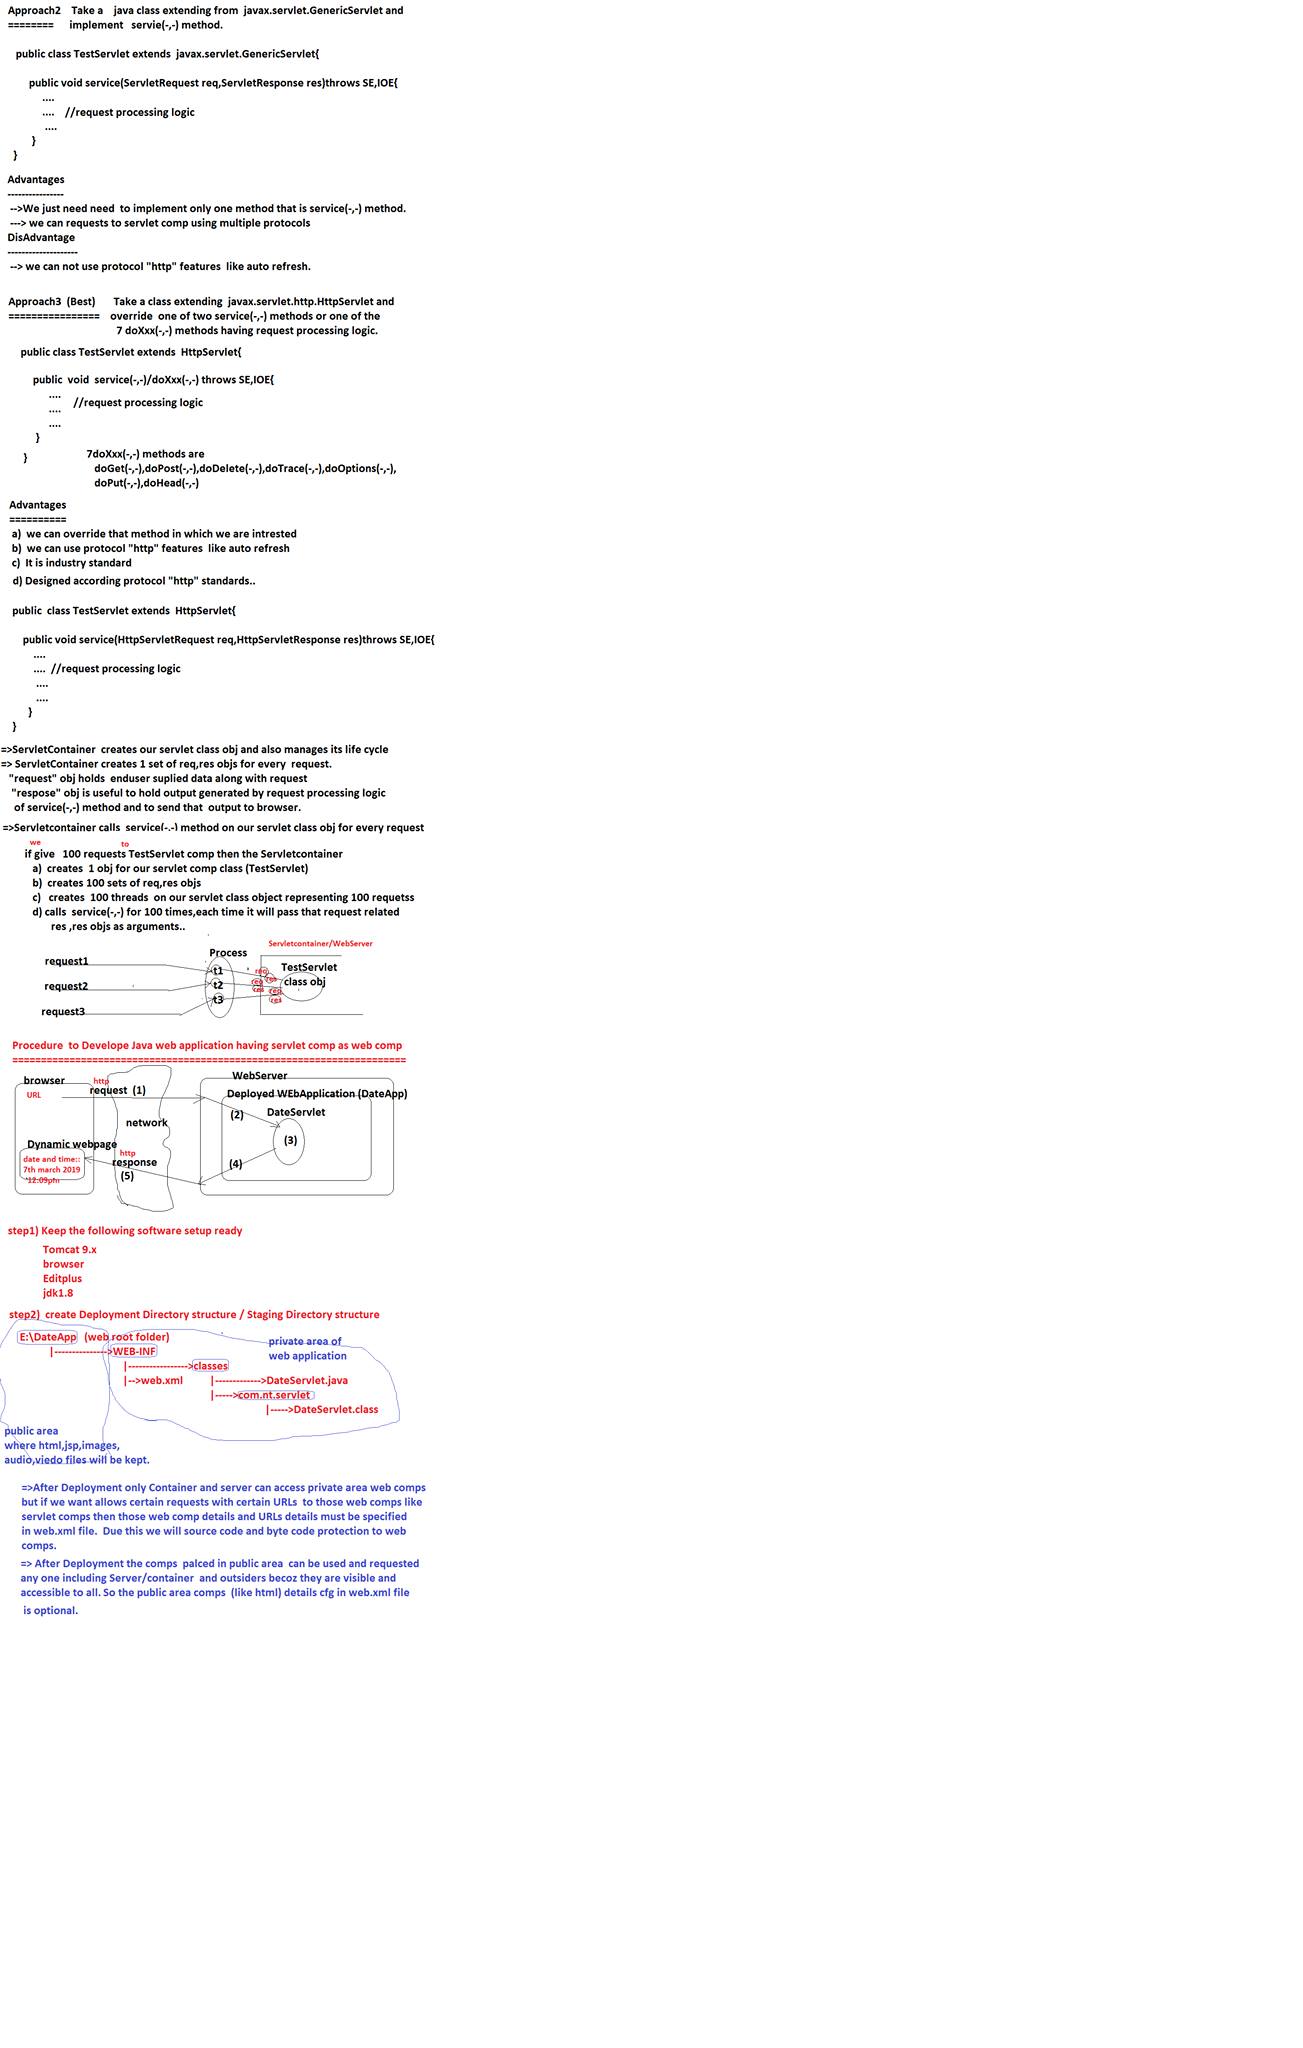 Approach2    Take a    java class extending from  javax.servlet.GenericServlet and
========      implement   servie(-,-) method.
public class TestServlet extends  javax.servlet.GenericServlet{
public void service(ServletRequest req,ServletResponse res)throws SE,IOE{
....
....    //request processing logic
....
}
}
Advantages
----------------
-->We just need need  to implement only one method that is service(-,-) method.
---> we can requests to servlet comp using multiple protocols
DisAdvantage
--------------------
--> we can not use protocol "http" features  like auto refresh.
Approach3  (Best)      Take a class extending  javax.servlet.http.HttpServlet and
================    override  one of two service(-,-) methods or one of the
7 doXxx(-,-) methods having request processing logic.
public class TestServlet extends  HttpServlet{
public  void  service(-,-)/doXxx(-,-) throws SE,IOE{
....
//request processing logic
....
....
}
7doXxx(-,-) methods are
}
doGet(-,-),doPost(-,-),doDelete(-,-),doTrace(-,-),doOptions(-,-),
doPut(-,-),doHead(-,-)
Advantages
==========
a)  we can override that method in which we are intrested
b)  we can use protocol "http" features  like auto refresh
c)  It is industry standard
d) Designed according protocol "http" standards..
public  class TestServlet extends  HttpServlet{
public void service(HttpServletRequest req,HttpServletResponse res)throws SE,IOE{
....
....  //request processing logic
....
....
}
}
=>ServletContainer  creates our servlet class obj and also manages its life cycle
=> ServletContainer creates 1 set of req,res objs for every  request.
"request" obj holds  enduser suplied data along with request
"respose" obj is useful to hold output generated by request processing logic
of service(-,-) method and to send that  output to browser.
=>Servletcontainer calls  service(-,-) method on our servlet class obj for every request
we to
if give   100 requests TestServlet comp then the Servletcontainer
a)  creates  1 obj for our servlet comp class (TestServlet)
b)  creates 100 sets of req,res objs
c)   creates  100 threads  on our servlet class object representing 100 requetss
d) calls  service(-,-) for 100 times,each time it will pass that request related
res ,res objs as arguments..
Servletcontainer/WebServer
Process
request1
t1
req
res
TestServlet
class obj
request2
t2
req
res
req
res
t3
request3
Procedure  to Develope Java web application having servlet comp as web comp
======================================================================
WebServer
browser
http
request  (1)
URL
Deployed WEbApplication (DateApp)
(2)
DateServlet
network
(3)
Dynamic webpage
http
date and time::
response
7th march 2019
(4)
12:09pm
(5)
step1) Keep the following software setup ready
Tomcat 9.x
browser
Editplus
jdk1.8
step2)  create Deployment Directory structure / Staging Directory structure
E:\DateApp   (web root folder)
private area of
|-------------->WEB-INF
web application
|---------------->classes
|-->web.xml        |------------>DateServlet.java
|----->com.nt.servlet
|----->DateServlet.class
public area
where html,jsp,images,
audio,viedo files will be kept.
=>After Deployment only Container and server can access private area web comps
but if we want allows certain requests with certain URLs  to those web comps like
servlet comps then those web comp details and URLs details must be specified
in web.xml file.  Due this we will source code and byte code protection to web
comps.
=> After Deployment the comps  palced in public area  can be used and requested
any one including Server/container  and outsiders becoz they are visible and
accessible to all. So the public area comps  (like html) details cfg in web.xml file
is optional.